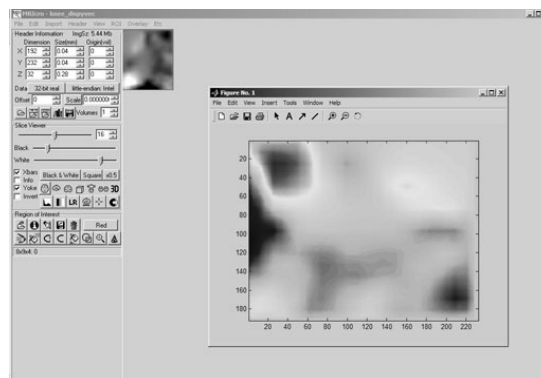 MRIcro - knee_dispyvec
File Edit Import Header View ROI Overlay Etc
Header Information ImgSz: 5.44 Mb
Dimension Size(mm) Origin(vxl)
X 192 0.04 0
Y 232 0.04 0
Z 32 0.28 0
Data 32-bit real little-endian: Intel
Offset 0 Scale 0.000000
Volumes 1
Slice Viewer
16
Black
White
Xbars Black & White Square x0.5
Info
Yoke 3D
Invert LR
Region of Interest
Red
0x0x4: 0
Figure No. 1
File Edit View Insert Tools Window Help
A
20
40
60
80
100
120
140
160
180
20 40 60 80 100 120 140 160 180 200 220